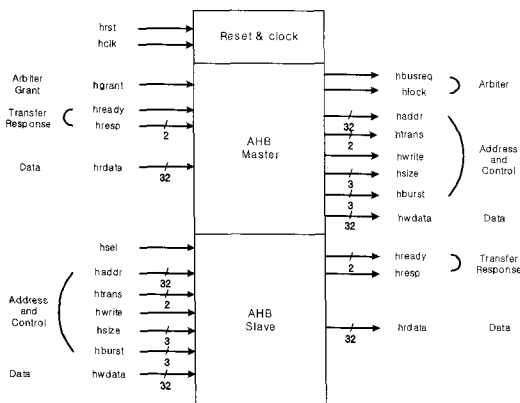 hrst
hclk
Reset & clock
Arbiter
Grant
hgrant
Transfer
Response
hready
hresp
2
Data
hrdata
32
AHB
Master
hbusreq
hlock
Arbiter
haddr
32
htrans
2
hwrite
hsize
3
hburst
3
hwdata
32
Address
and
Control
Data
hsel
haddr
32
htrans
2
hwrite
hsize
3
hburst
3
hwdata
32
Address
and
Control
Data
AHB
Slave
hready
2
hresp
Transfer
Response
hrdata
32
Data